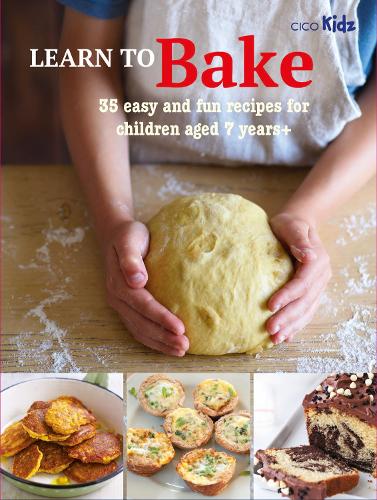 CICO Kidz
LEARN TO Bake
35 easy and fun recipes for
children aged 7 years+